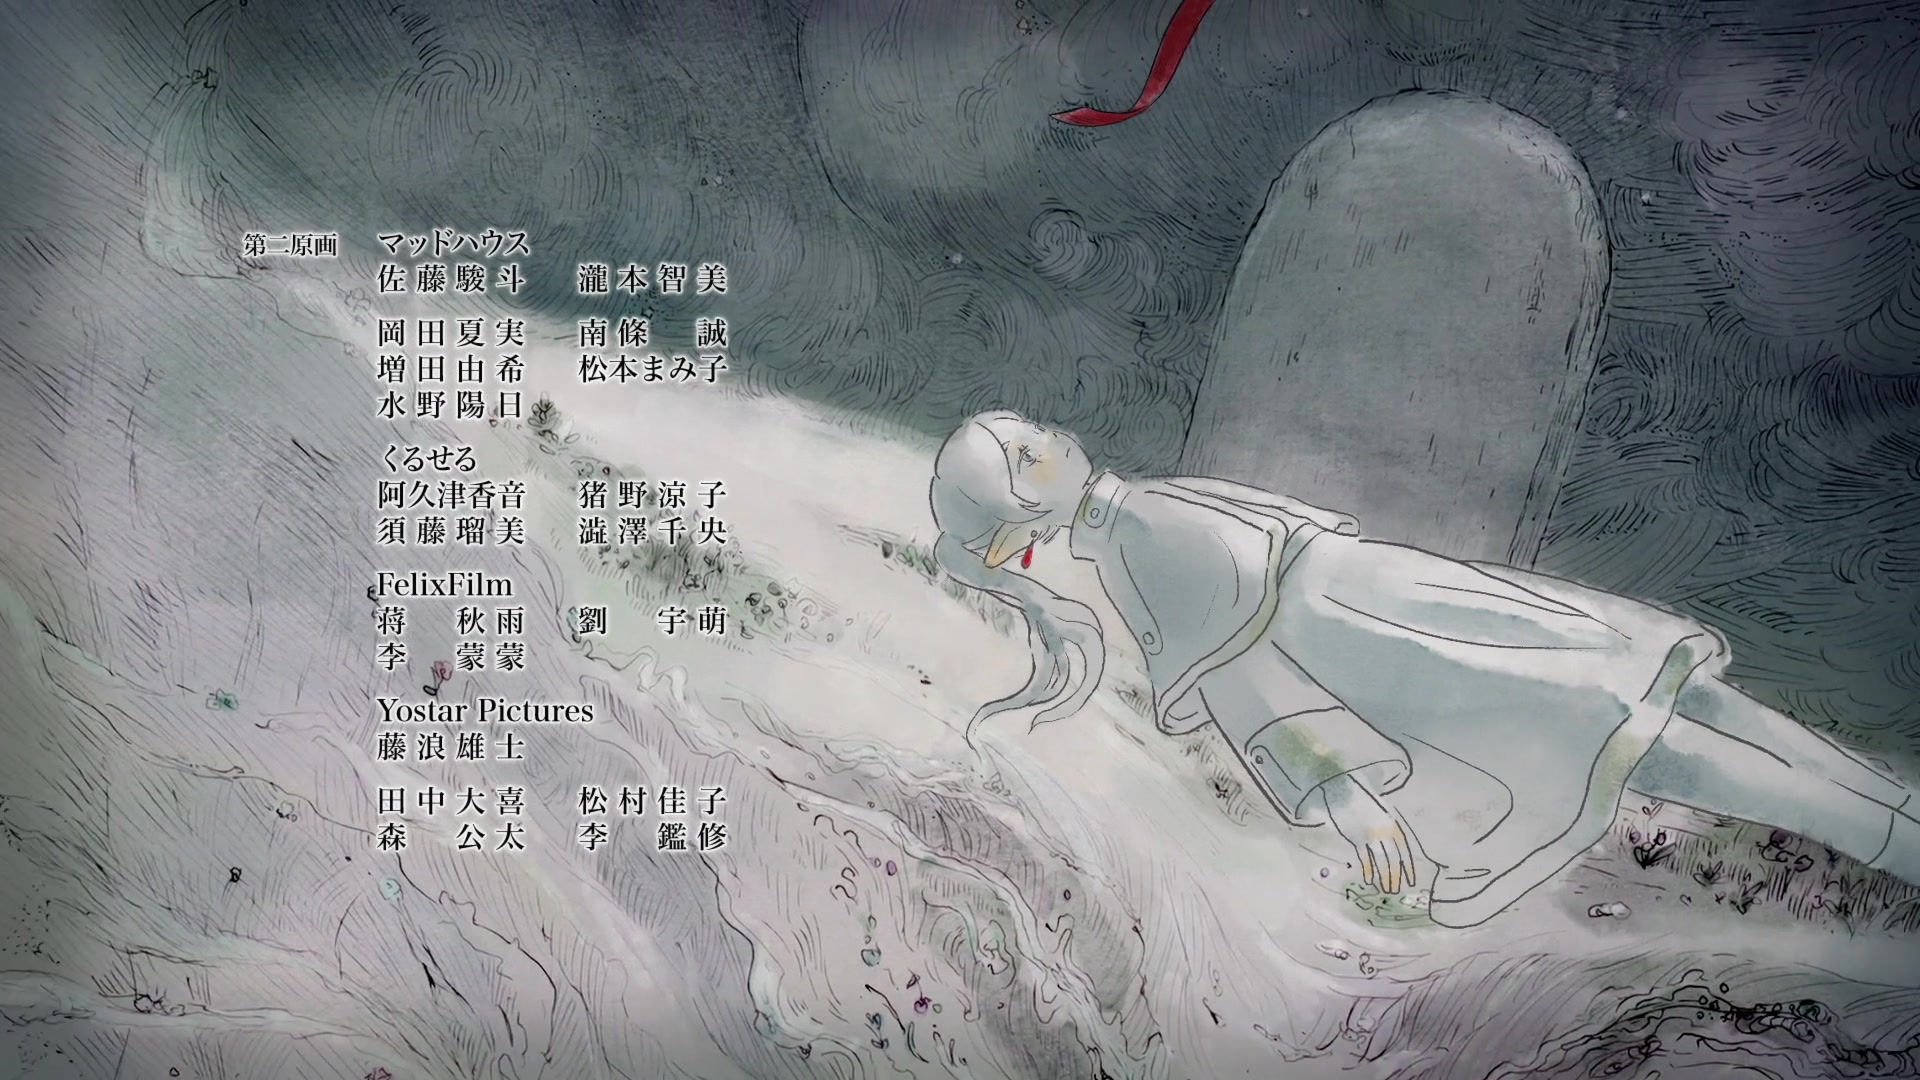 第二原画 マッドハウス
佐藤駿斗 瀧本智美
岡田夏実 南條誠
増田由希 松本まみ子
水野陽日
くるせる
阿久津香音 猪野涼子
須藤瑠美 澁澤千央
FelixFilm
蒋秋雨 劉宇萌
李蒙蒙
Yostar Pictures
藤浪雄士
田中大喜 松村佳子
森公太 李鑑修